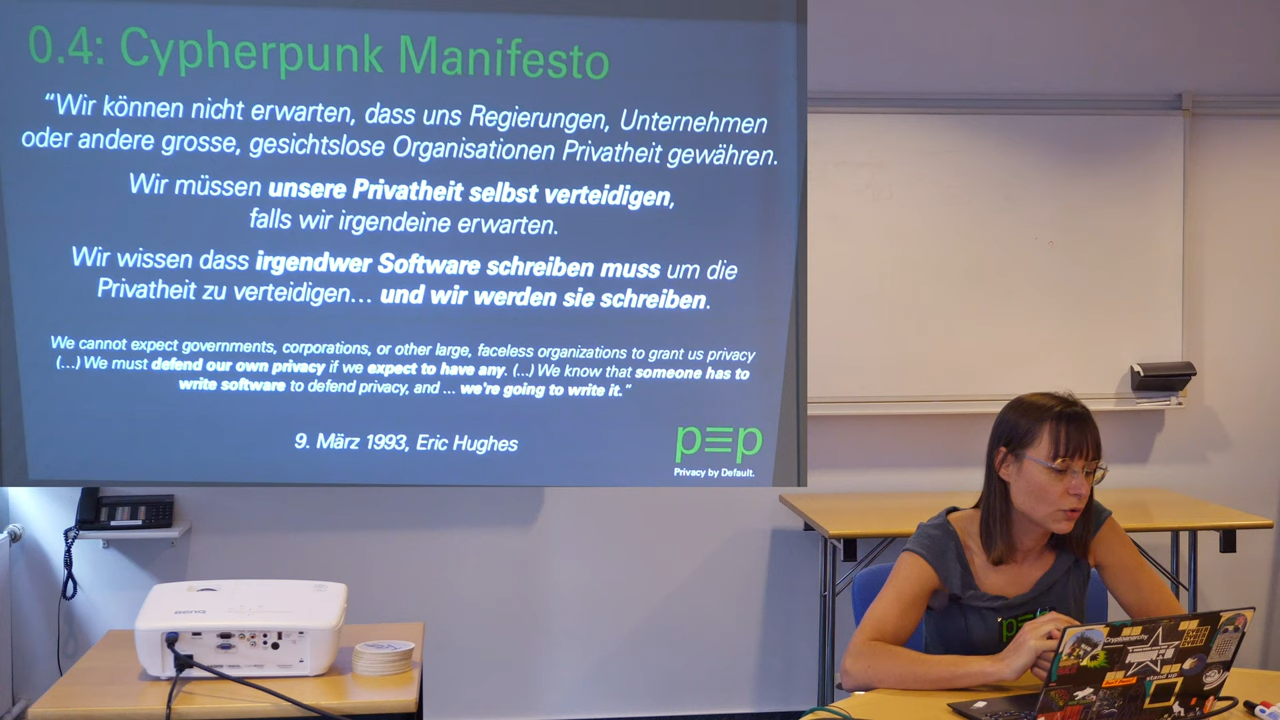 0.4: Cypherpunk Manifesto
“Wir können nicht erwarten, dass uns Regierungen, Unternehmen
oder andere grosse, gesichtslose Organisationen Privatheit gewähren.
Wir müssen unsere Privatheit selbst verteidigen,
falls wir irgendeine erwarten.
Wir wissen dass irgendwer Software schreiben muss um die
Privatheit zu verteidigen… und wir werden sie schreiben.
We cannot expect governments, corporations, or other large, faceless organizations to grant us privacy
(…) We must defend our own privacy if we expect to have any. (…) We know that someone has to
write software to defend privacy, and … we're going to write it.“
9. März 1993, Eric Hughes
p≡p
Privacy by Default.
BenQ
p≡p
Cryptoanarchy
stand up